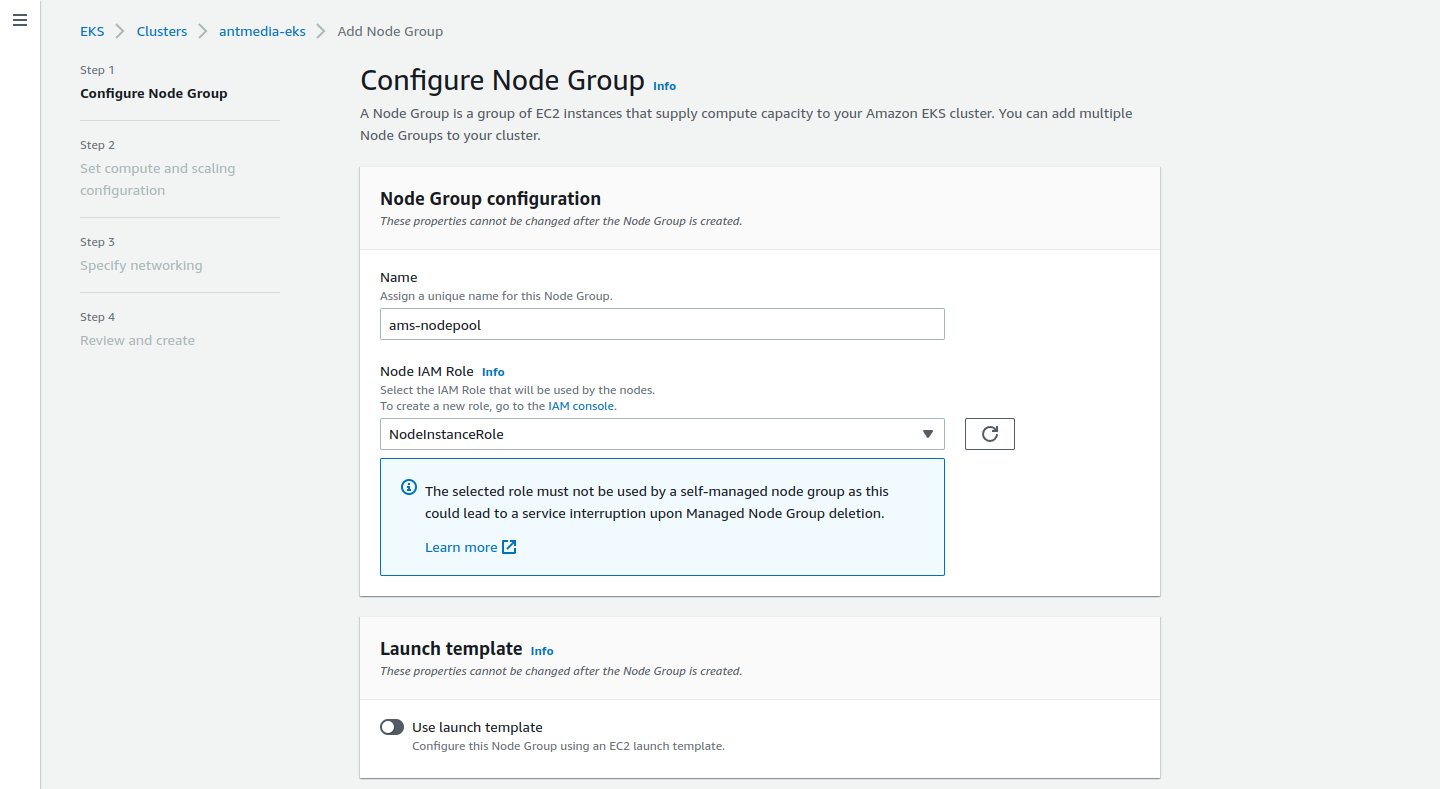 EKS Clusters antmedia-eks Add Node Group
Step 1
Configure Node Group
Step 2
Set compute and scaling
configuration
Step 3
Specify networking
Step 4
Review and create
Configure Node Group Info
A Node Group is a group of EC2 instances that supply compute capacity to your Amazon EKS cluster. You can add multiple
Node Groups to your cluster.
Node Group configuration
These properties cannot be changed after the Node Group is created.
Name
Assign a unique name for this Node Group.
ams-nodepool
Node IAM Role Info
Select the IAM Role that will be used by the nodes.
To create a new role, go to the IAM console.
NodeInstanceRole
The selected role must not be used by a self-managed node group as this
could lead to a service interruption upon Managed Node Group deletion.
Learn more
Launch template Info
These properties cannot be changed after the Node Group is created.
Use launch template
Configure this Node Group using an EC2 launch template.